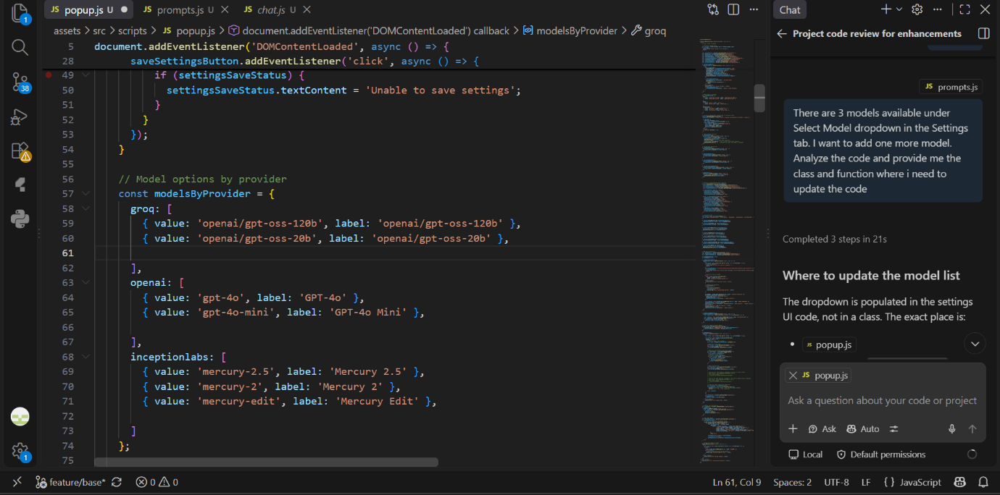 JS popup.js U
JS prompts.js U
JS chat.js U
assets > src > scripts > JS popup.js > document.addEventListener('DOMContentLoaded') callback > modelsByProvider > groq
5 document.addEventListener('DOMContentLoaded', async () => {
28 saveSettingsButton.addEventListener('click', async () => {
49 if (settingsSaveStatus) {
50 settingsSaveStatus.textContent = 'Unable to save settings';
51 }
52 }
53 });
54 }
55
56 // Model options by provider
57 const modelsByProvider = {
58 groq: [
59 { value: 'openai/gpt-oss-120b', label: 'openai/gpt-oss-120b' },
60 { value: 'openai/gpt-oss-20b', label: 'openai/gpt-oss-20b' },
61
62 ],
63 openai: [
64 { value: 'gpt-4o', label: 'GPT-4o' },
65 { value: 'gpt-4o-mini', label: 'GPT-4o Mini' },
66
67 ],
68 inceptionlabs: [
69 { value: 'mercury-2.5', label: 'Mercury 2.5' },
70 { value: 'mercury-2', label: 'Mercury 2' },
71 { value: 'mercury-edit', label: 'Mercury Edit' },
72
73 ]
74 };
75
1
38
1
Chat
Project code review for enhancements
JS prompts.js
There are 3 models available under
Select Model dropdown in the Settings
tab. I want to add one more model.
Analyze the code and provide me the
class and function where i need to
update the code
Completed 3 steps in 21s
Where to update the model list
The dropdown is populated in the settings
UI code, not in a class. The exact place is:
• JS popup.js
JS popup.js
Ask a question about your code or project
Ask
Auto
Local
Default permissions
feature/base*
0
0
Ln 61, Col 9
Spaces: 2
UTF-8
LF
{ } JavaScript